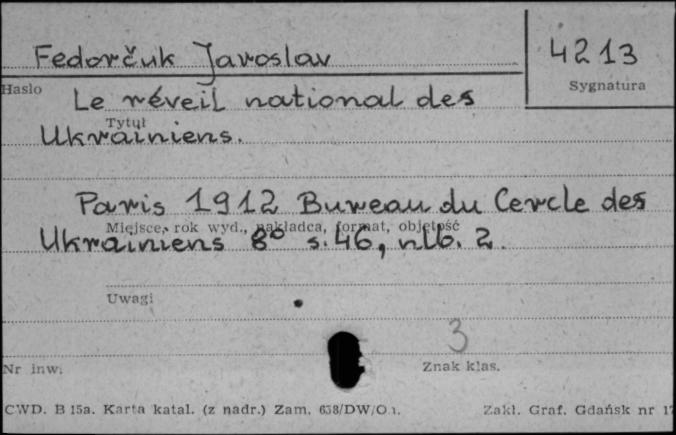 Fedorčuk Jaroslav
4213
Hasło
Sygnatura
Le réveil national des
Tytuł
Ukrainiens.
Paris 1912 Bureau du Cercle des
Miejsce, rok wyd., nakładca, format, objętość
Ukrainiens 8° s. 46, nlb. 2.
Uwagi
3
Nr inw.
Znak klas.
CWD. B 15a. Karta katal. (z nadr.) Zam. 638/DW/O.
Zakł. Graf. Gdańsk nr